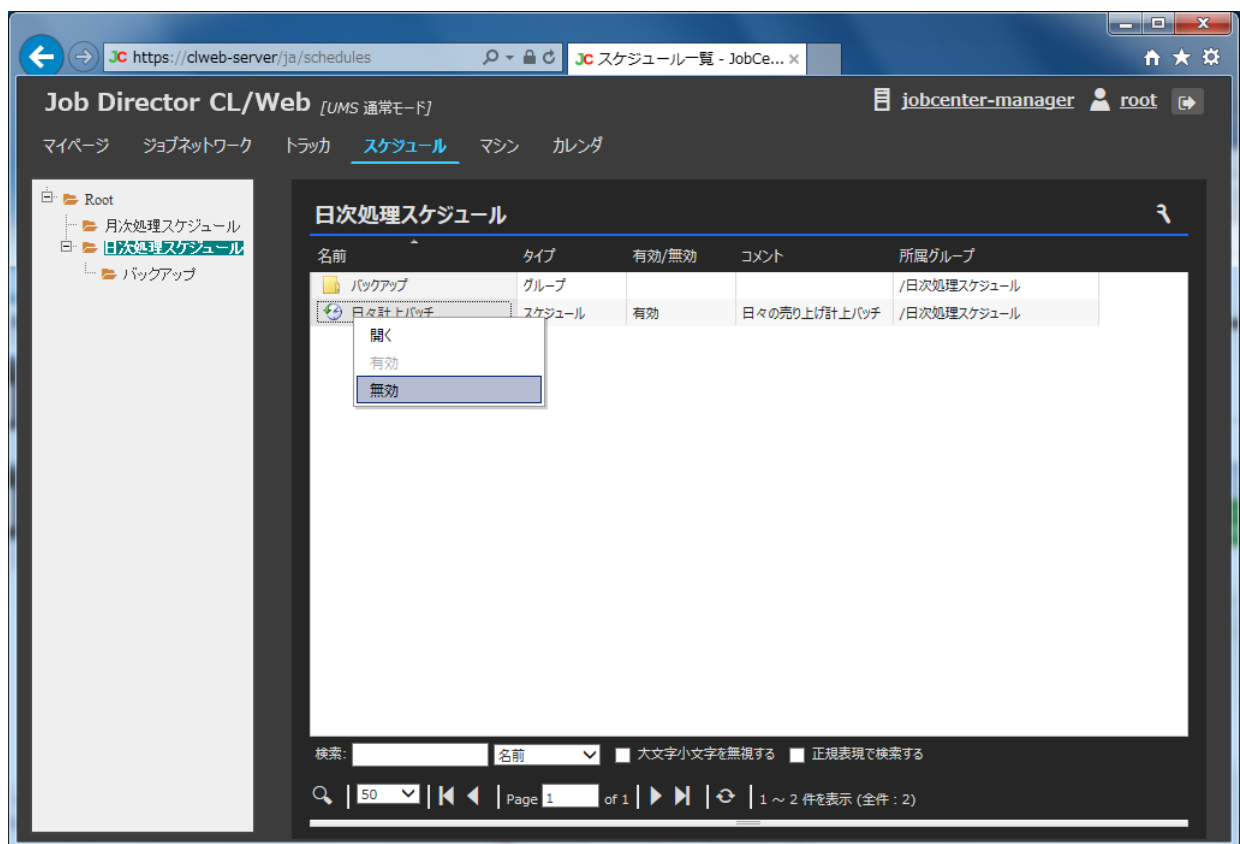 https://clweb-server/ja/schedules
JC スケジュール一覧 - JobCe... ×
Job Director CL/Web [UMS 通常モード]
jobcenter-manager root
マイページ ジョブネットワーク トラッカ スケジュール マシン カレンダ
Root
月次処理スケジュール
日次処理スケジュール
バックアップ
日次処理スケジュール
名前 タイプ 有効/無効 コメント 所属グループ
バックアップ グループ /日次処理スケジュール
日々計上バッチ スケジュール 有効 日々の売り上げ計上バッチ /日次処理スケジュール
開く
有効
無効
検索: 名前 大文字小文字を無視する 正規表現で検索する
50 Page 1 of 1 1 ～ 2 件を表示 (全件 : 2)